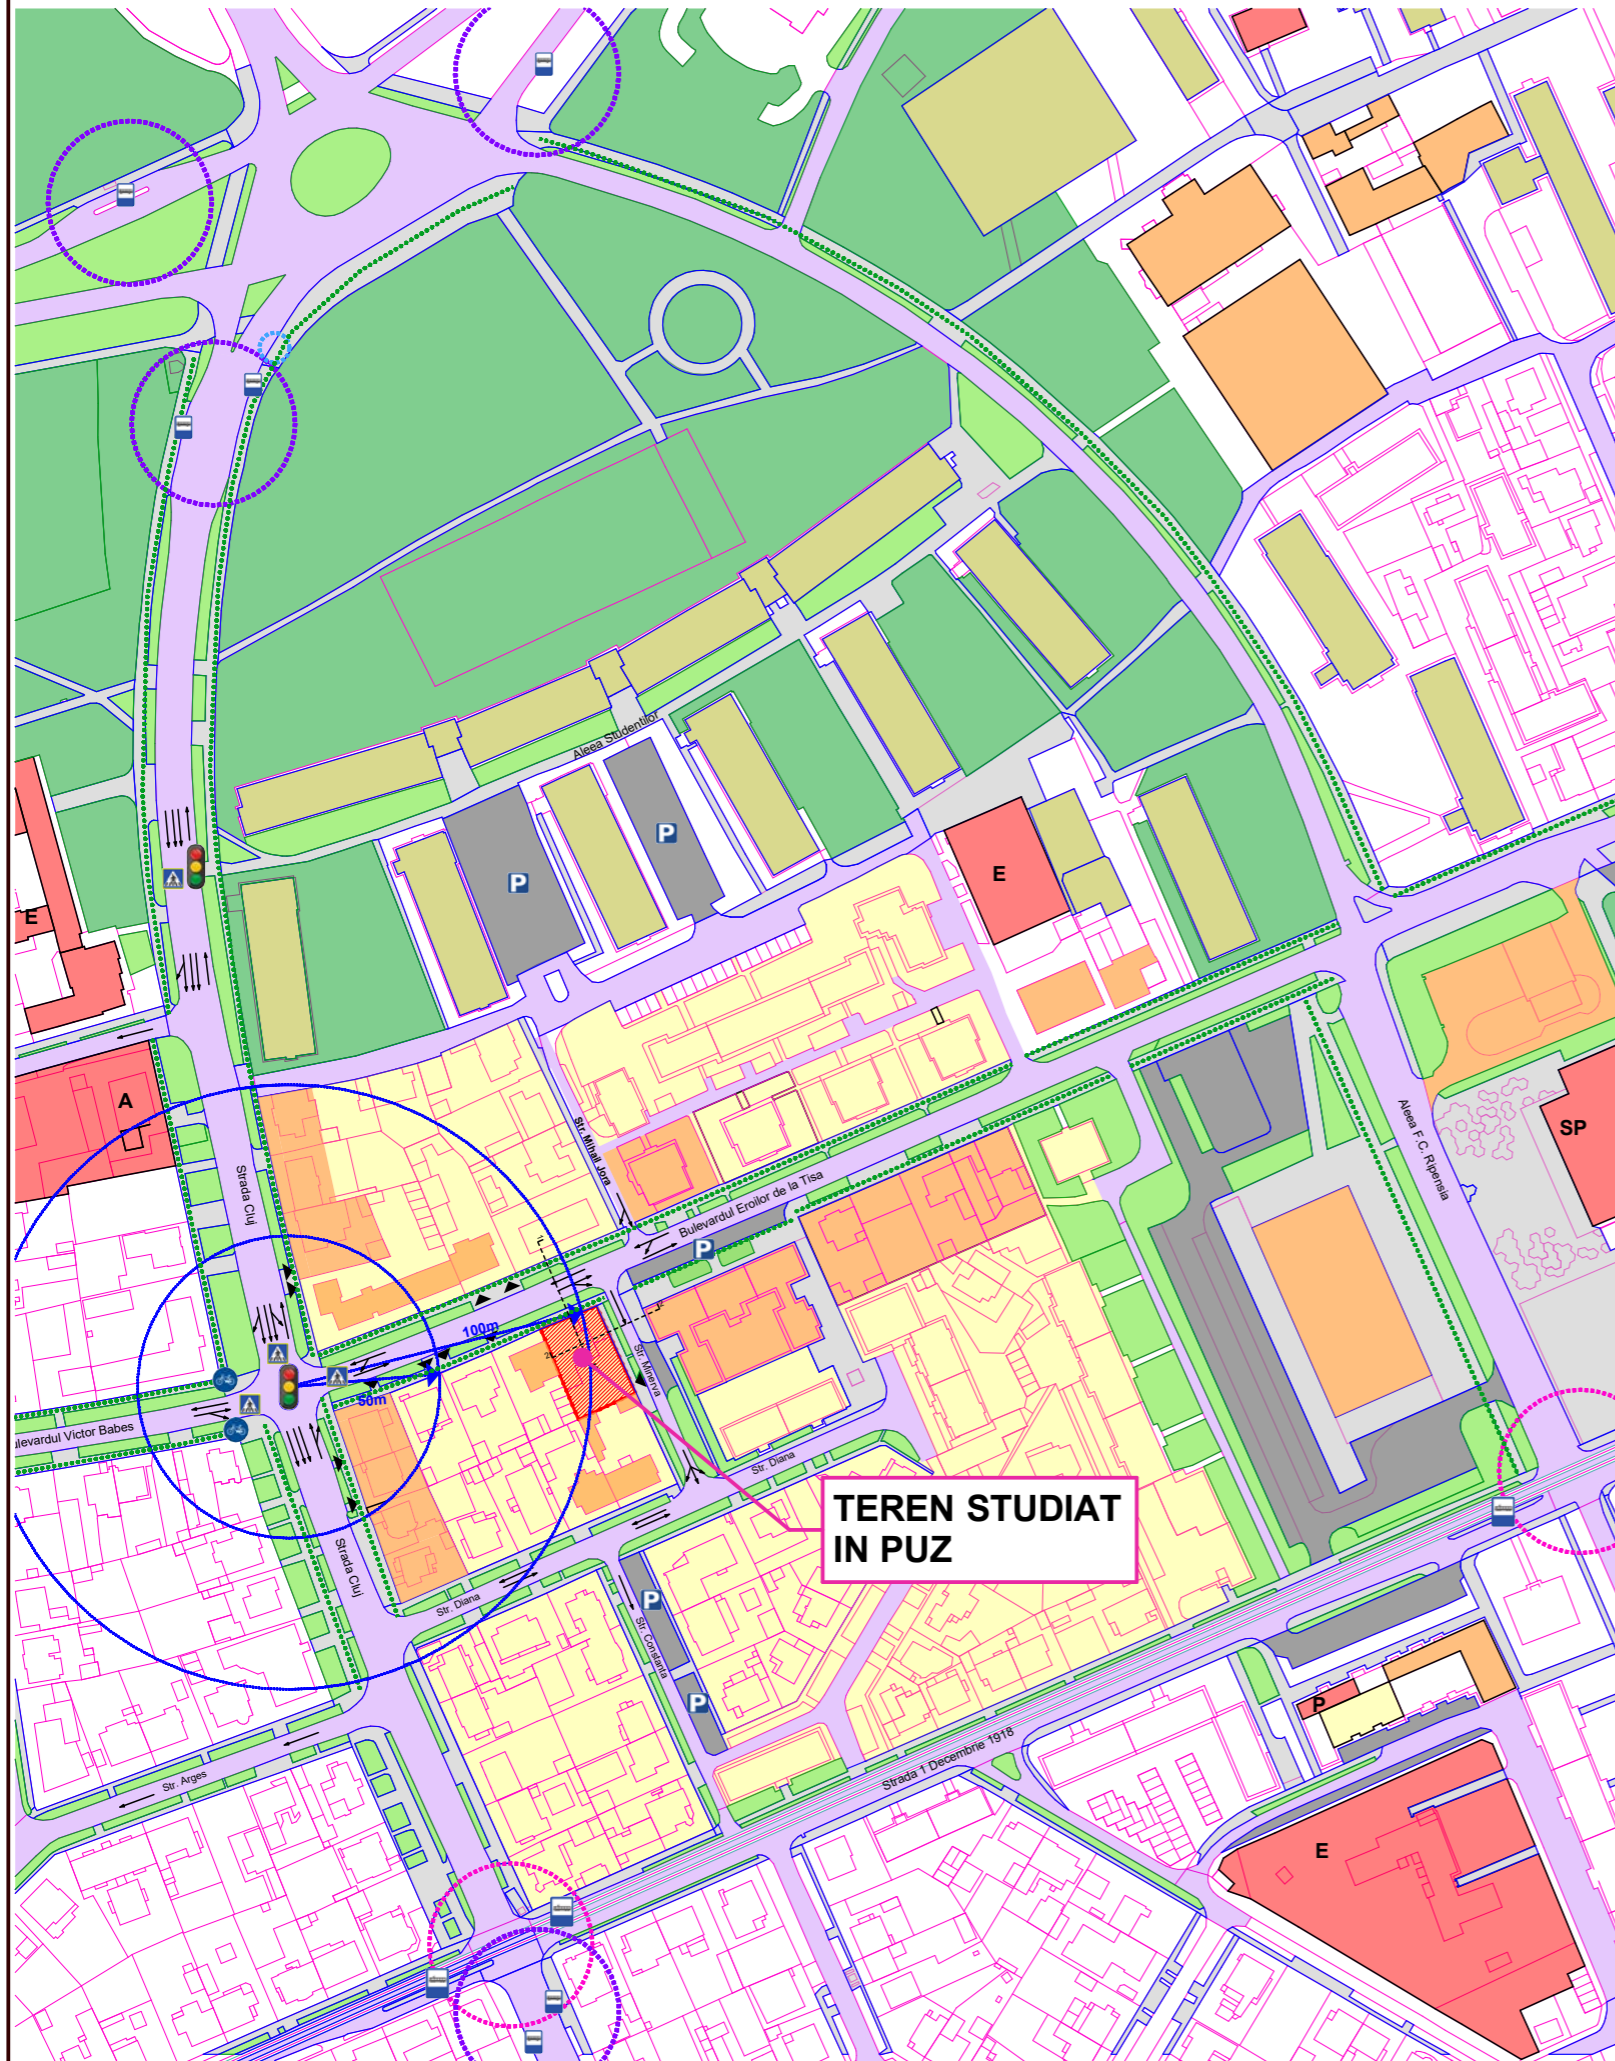 Aleea Studentilor
P
P
E
E
A
Str. Mihail Jora
Strada Cluj
Bulevardul Eroilor de la Tisa
P
Aleea F.C. Ripensia
SP
100m
50m
Str. Minerva
ulevardul Victor Babes
Str. Diana
TEREN STUDIAT
IN PUZ
Strada Cluj
Str. Diana
P
Str. Constanta
P
P
Strada 1 Decembrie 1918
Str. Arges
E